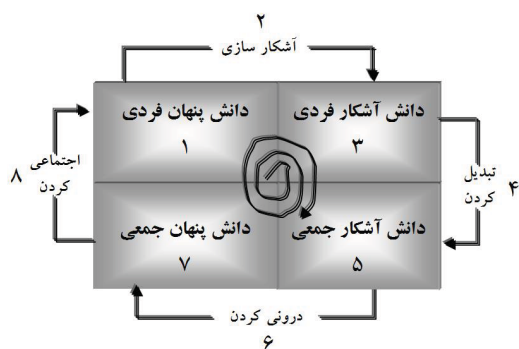 ۲
آشکار سازی
دانش آشکار فردی
۳
دانش پنهان فردی
۱
تبدیل
کردن
۴
اجتماعی
کردن
۸
دانش آشکار جمعی
۵
دانش پنهان جمعی
۷
درونی کردن
۶